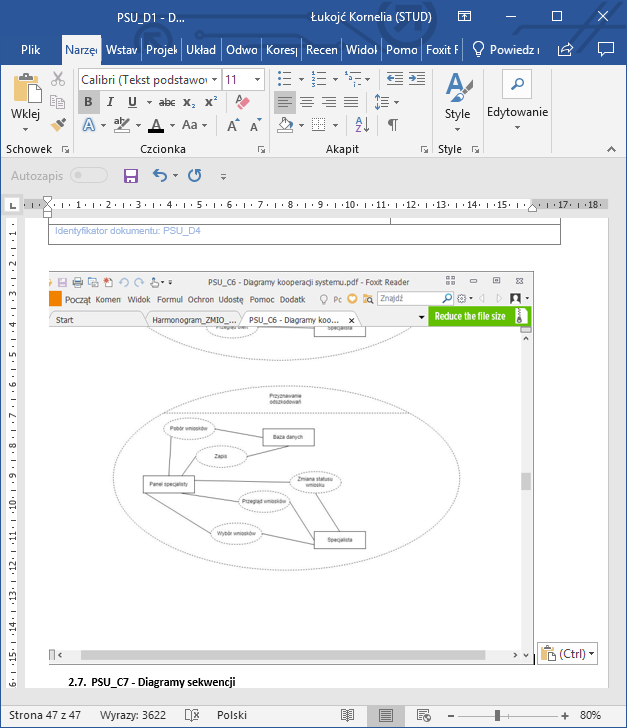 PSU_D1 - D...
Łukojć Kornelia (STUD)
Plik
Narzę
Wstav
Projek
Układ
Odwo
Koresp
Recen
Widok
Pomo
Foxit F
Powiedz
Wklej
Schowek
Calibri (Tekst podstawow
11
B I U abc x₂ x²
A A Aa A A
Czcionka
Akapit
Style
Style
Edytowanie
Autozapis
1 1 2 3 4 5 6 7 8 9 10 11 12 13 14 15 17 18
Identyfikator dokumentu: PSU_D4
PSU_C6 - Diagramy kooperacji systemu.pdf - Foxit Reader
Począt Komen Widok Formul Ochron Udostę Pomoc Dodatk Pc Znajdź
Start
Harmonogram_ZMIO_...
PSU_C6 - Diagramy koo...
Reduce the file size
Specjalista
Przyznawanie
odszkodowań
Pobór wniosków
Baza danych
Zapis
Panel specjalisty
Zmiana statusu
wniosku
Przegląd wniosków
Wybór wniosków
Specjalista
(Ctrl)
2.7. PSU_C7 - Diagramy sekwencji
Strona 47 z 47
Wyrazy: 3622
Polski
80%